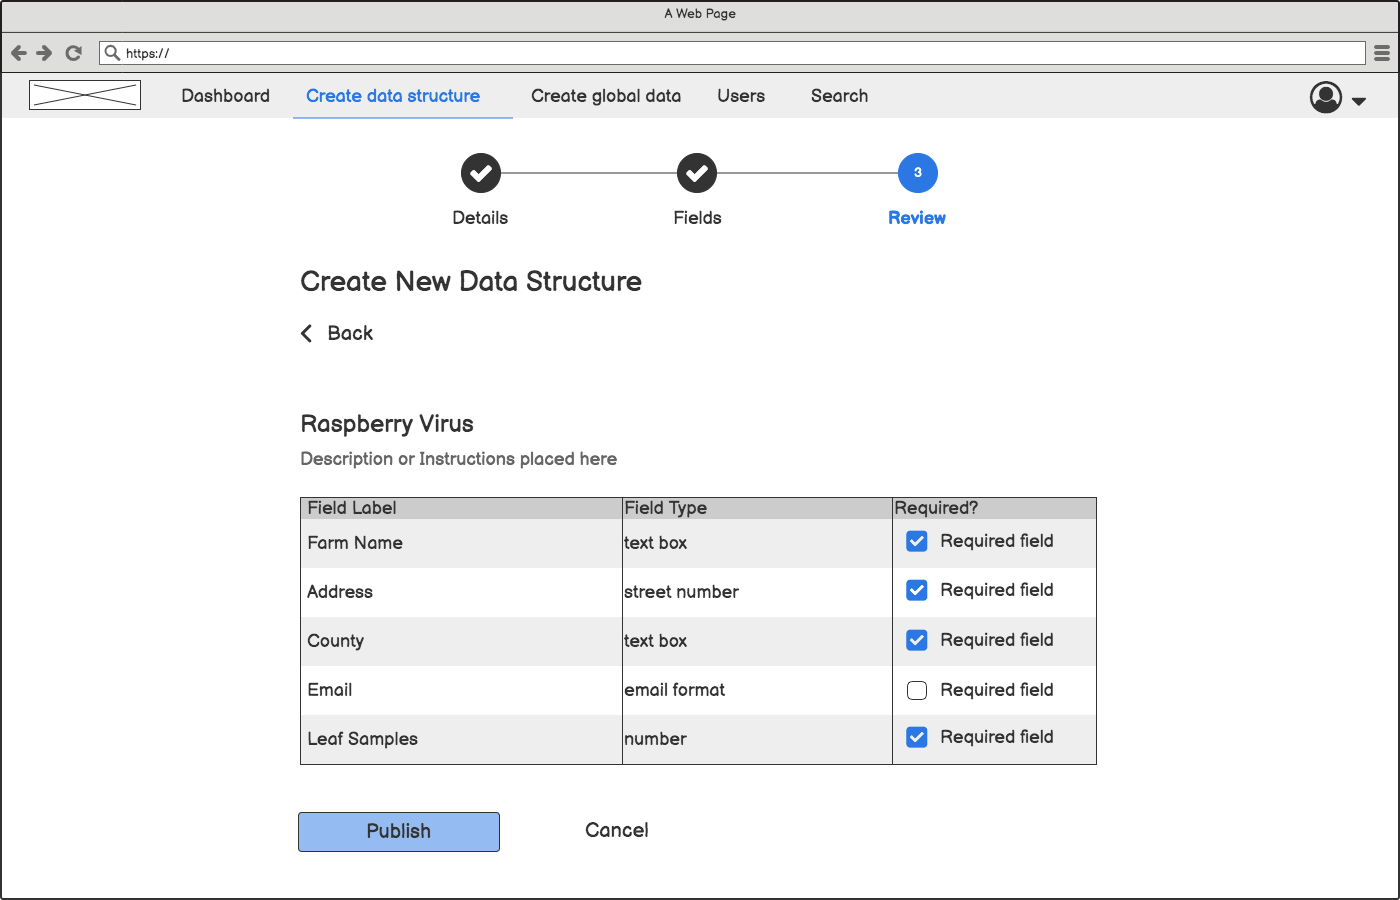 A Web Page
https://
Dashboard Create data structure Create global data Users Search
3
Details Fields Review
Create New Data Structure
Back
Raspberry Virus
Description or Instructions placed here
Field Label Field Type Required?
Farm Name text box Required field
Address street number Required field
County text box Required field
Email email format Required field
Leaf Samples number Required field
Publish Cancel